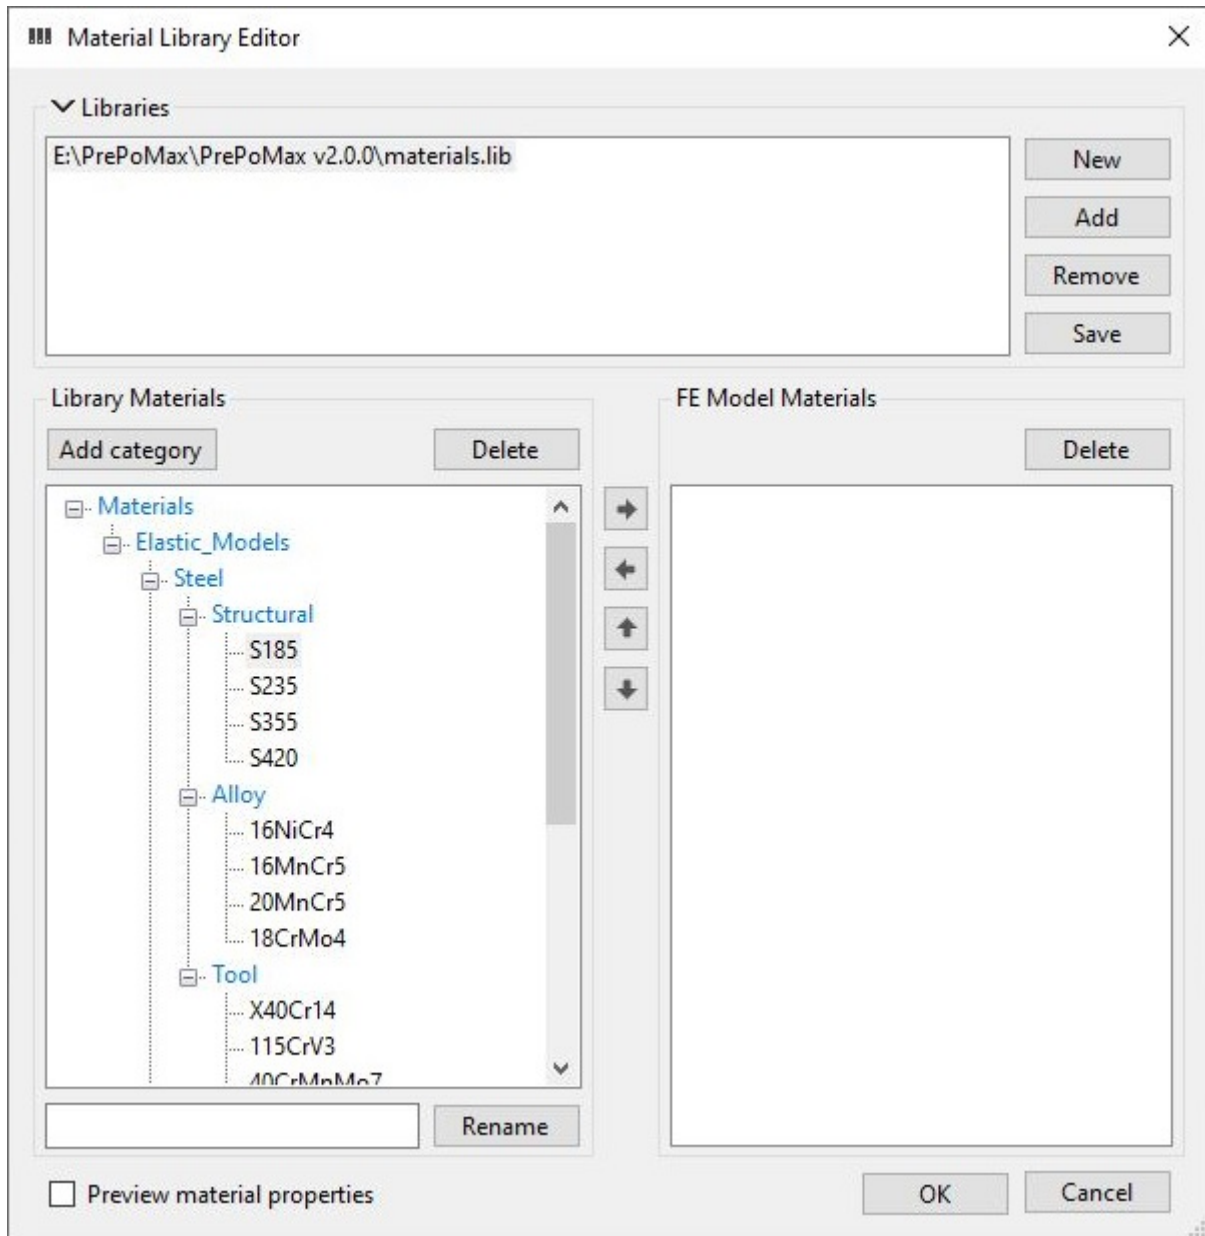 Material Library Editor
Libraries
E:\PrePoMax\PrePoMax v2.0.0\materials.lib
New
Add
Remove
Save
Library Materials
Add category
Delete
Materials
Elastic_Models
Steel
Structural
S185
S235
S355
S420
Alloy
16NiCr4
16MnCr5
20MnCr5
18CrMo4
Tool
X40Cr14
115CrV3
40CrMnMo7
Rename
FE Model Materials
Delete
Preview material properties
OK
Cancel